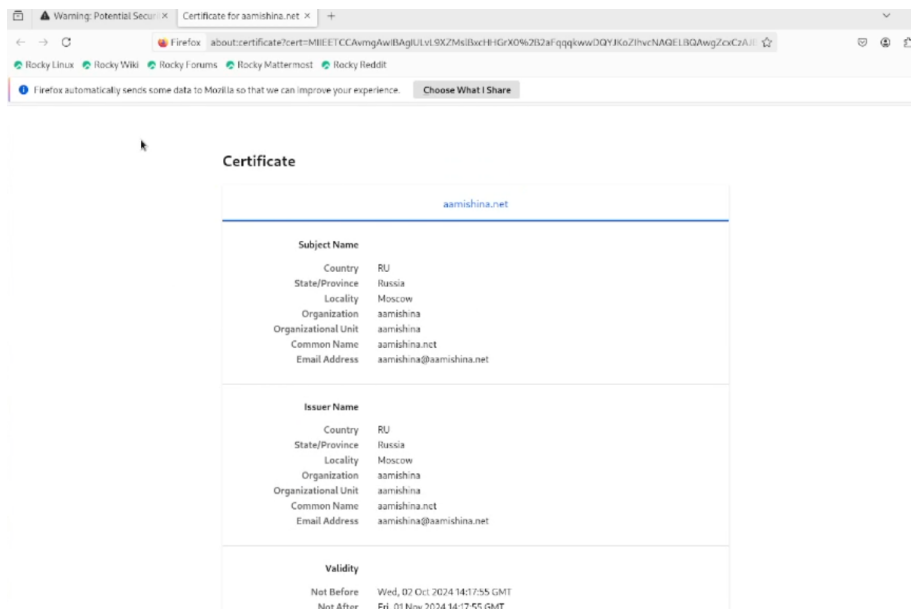 Warning: Potential Securi × Certificate for aamishina.net × +
Firefox about:certificate?cert=
Rocky Linux Rocky Wiki Rocky Forums Rocky Mattermost Rocky Reddit
Firefox automatically sends some data to Mozilla so that we can improve your experience. Choose What I Share
Certificate
aamishina.net
Subject Name
Country RU
State/Province Russia
Locality Moscow
Organization aamishina
Organizational Unit aamishina
Common Name aamishina.net
Email Address aamishina@aamishina.net
Issuer Name
Country RU
State/Province Russia
Locality Moscow
Organization aamishina
Organizational Unit aamishina
Common Name aamishina.net
Email Address aamishina@aamishina.net
Validity
Not Before Wed, 02 Oct 2024 14:17:55 GMT
Not After Fri, 01 Nov 2024 14:17:55 GMT